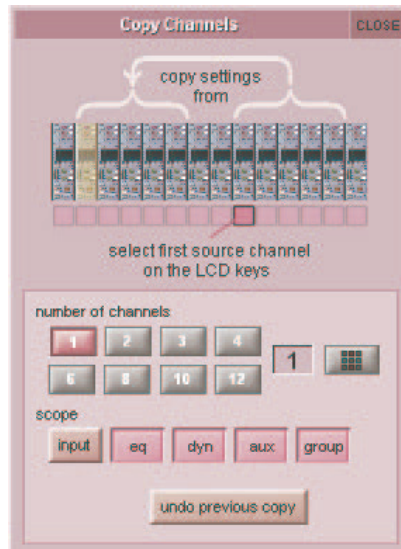 Copy Channels CLOSE
copy settings
from
select first source channel
on the LCD keys
number of channels
1 2 3 4
1
6 8 10 12
scope
input eq dyn aux group
undo previous copy